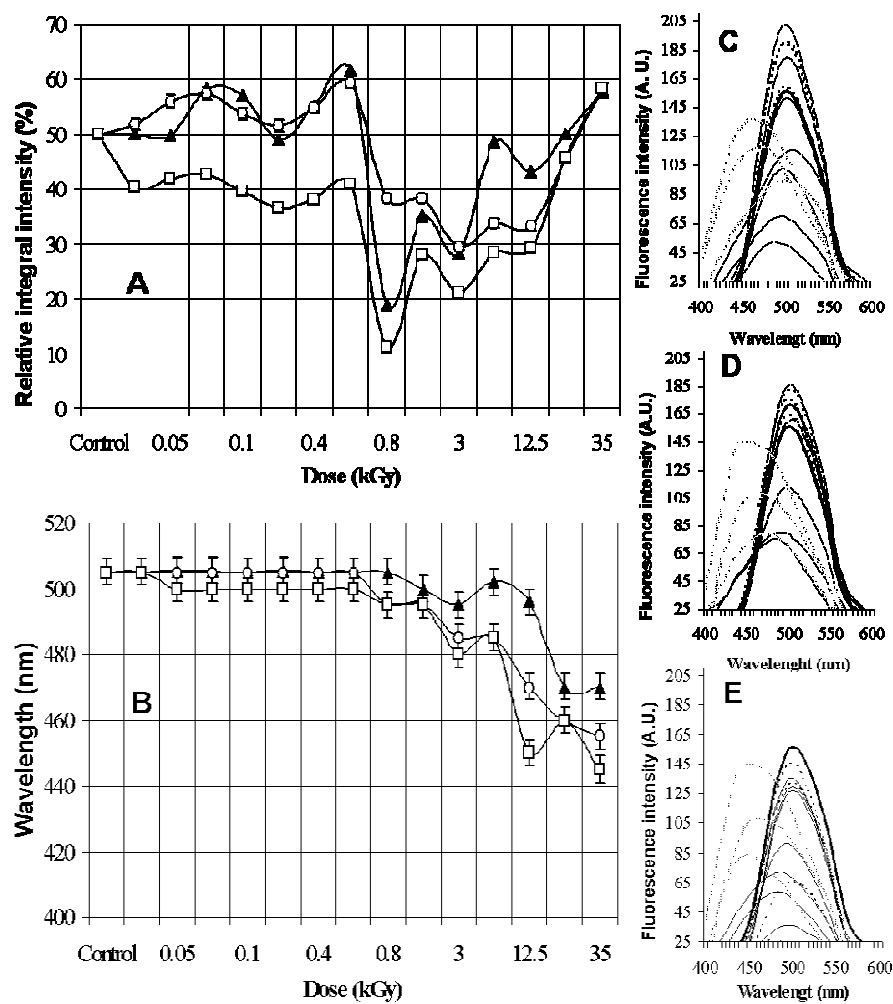 70
60
50
40
30
20
10
0
Relative integral intensity (%)
A
Control 0.05 0.1 0.4 0.8 3 12.5 35
Dose (kGy)
520
500
480
460
440
420
400
Wavelength (nm)
B
Control 0.05 0.1 0.4 0.8 3 12.5 35
Dose (kGy)
C
205
185
165
145
125
105
85
65
45
25
Fluorescence intensity (A. U.)
400 450 500 550 600
Wavelengt (nm)
D
205
185
165
145
125
105
85
65
45
25
Fluorescence intensity (A.U.)
400 450 500 550 600
Wavelenght (nm)
E
205
185
165
145
125
105
85
65
45
25
Fluorescence intensity (A.U.)
400 450 500 550 600
Wavelengt (nm)